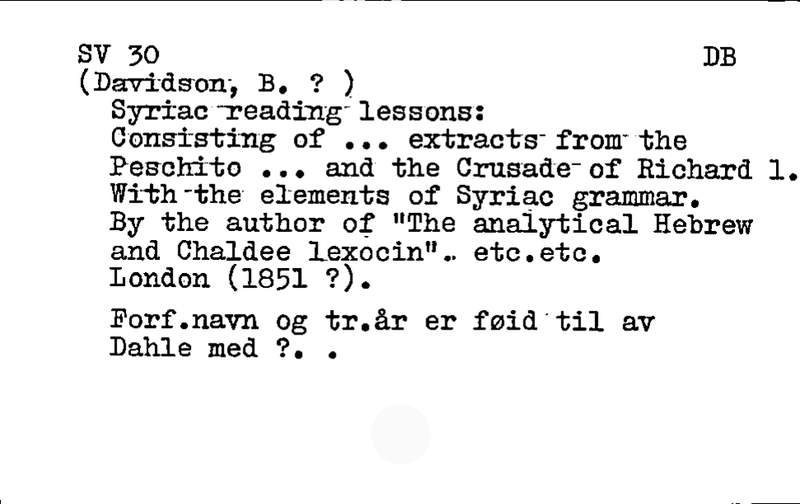 SV 30 DB
(Davidson, B. ? )
Syriac reading lessons:
Consisting of ... extracts from the
Peschito ... and the Crusade of Richard 1.
With the elements of Syriac grammar.
By the author of "The analytical Hebrew
and Chaldee lexocin".. etc.etc.
London (1851 ?).
Forf.navn og tr.år er føid til av
Dahle med ?. .